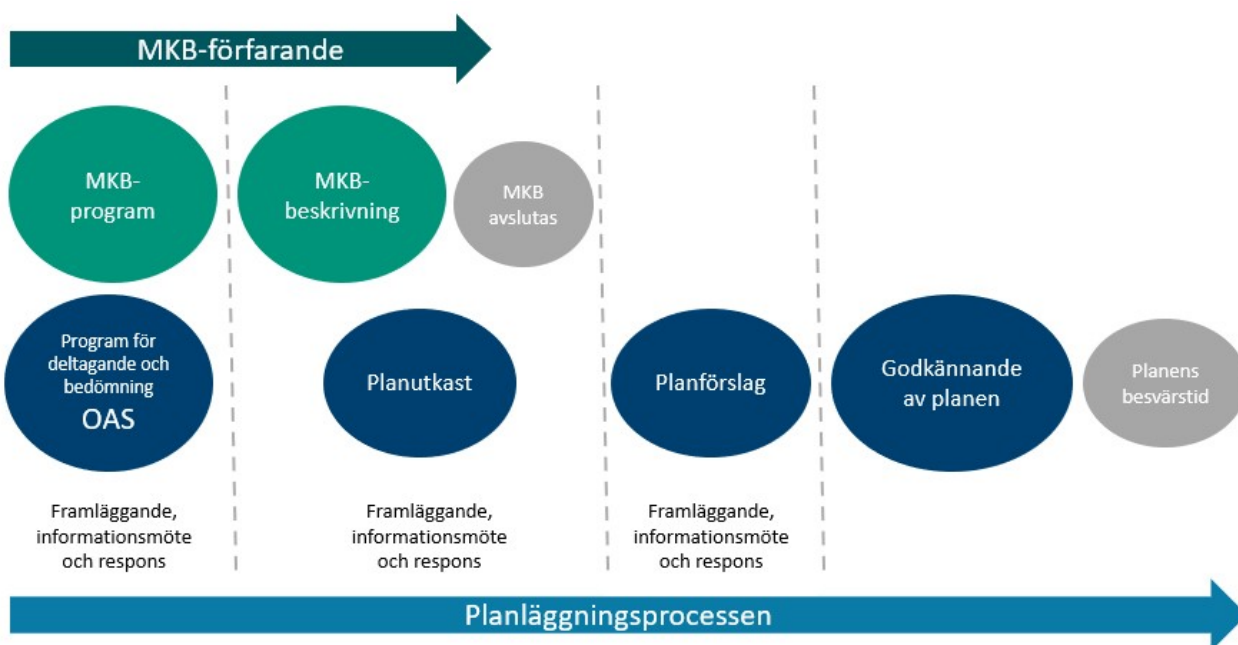 MKB-förfarande
MKB-
program
MKB-
beskrivning
MKB
avslutas
Program för
deltagande och
bedömning
OAS
Planutkast
Planförslag
Godkännande
av planen
Planens
besvärstid
Framläggande,
informationsmöte
och respons
Framläggande,
informationsmöte
och respons
Framläggande,
informationsmöte
och respons
Planläggningsprocessen